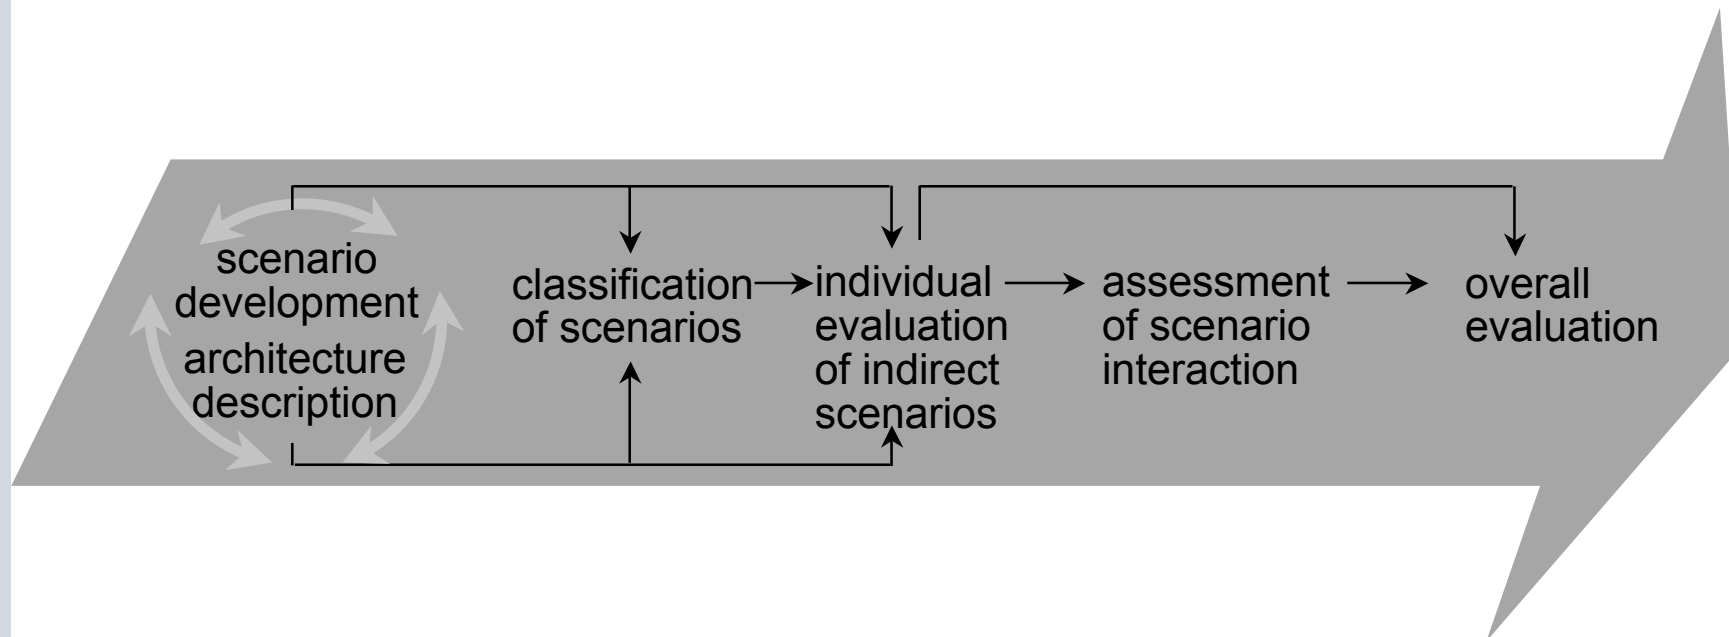 scenario
development
architecture
description
classification
of scenarios
individual
evaluation
of indirect
scenarios
assessment
of scenario
interaction
overall
evaluation